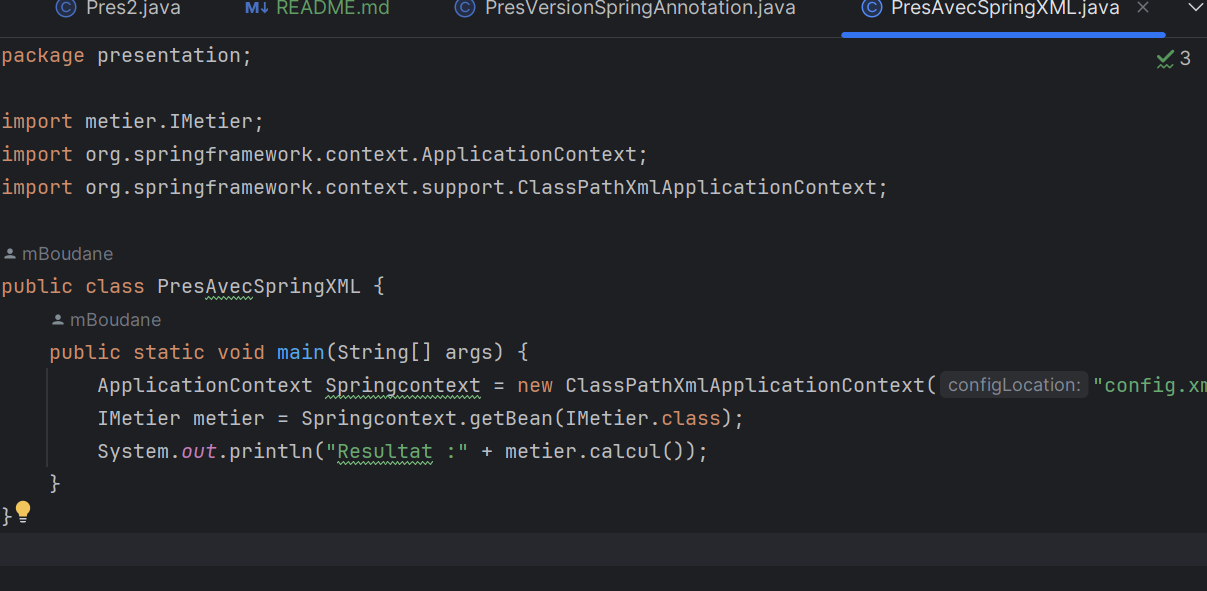 Pres2.java M↓ README.md PresVersionSpringAnnotation.java PresAvecSpringXML.java
package presentation; 3
import metier.IMetier;
import org.springframework.context.ApplicationContext;
import org.springframework.context.support.ClassPathXmlApplicationContext;
mBoudane
public class PresAvecSpringXML {
mBoudane
public static void main(String[] args) {
ApplicationContext Springcontext = new ClassPathXmlApplicationContext( configLocation: "config.xm
IMetier metier = Springcontext.getBean(IMetier.class);
System.out.println("Resultat :" + metier.calcul());
}
}